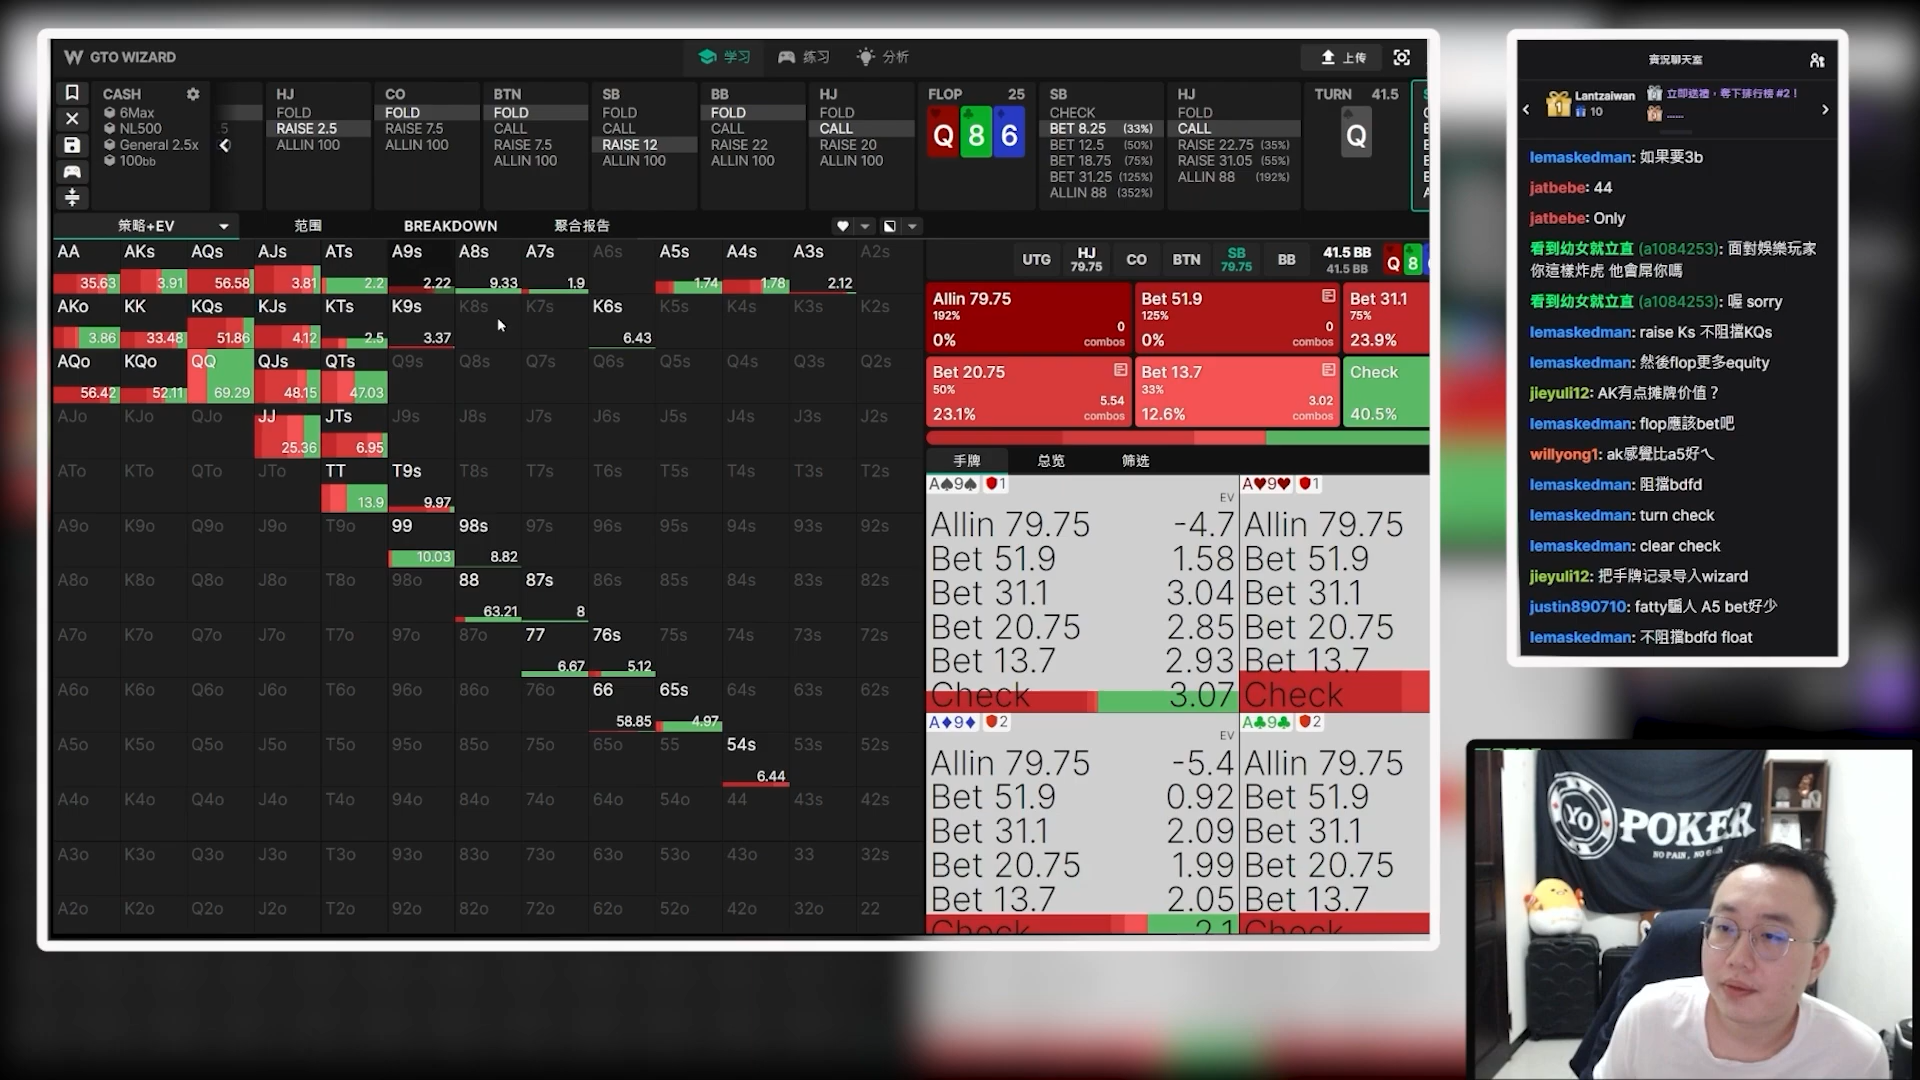 GTO WIZARD
学习
练习
分析
上传
CASH
6Max
NL500
General 2.5x
100bb
HJ
FOLD
RAISE 2.5
ALLIN 100
CO
FOLD
RAISE 7.5
ALLIN 100
BTN
FOLD
CALL
RAISE 7.5
ALLIN 100
SB
FOLD
CALL
RAISE 12
ALLIN 100
BB
FOLD
CALL
RAISE 22
ALLIN 100
HJ
FOLD
CALL
RAISE 20
ALLIN 100
FLOP 25
Q 8 6
SB
CHECK
BET 8.25 (33%)
BET 12.5 (50%)
BET 18.75 (75%)
BET 31.25 (125%)
ALLIN 88 (352%)
HJ
FOLD
CALL
RAISE 22.75 (35%)
RAISE 31.05 (55%)
ALLIN 88 (192%)
TURN 41.5
Q
策略+EV
范围
BREAKDOWN
聚合报告
AA AKs AQs AJs ATs A9s A8s A7s A6s A5s A4s A3s A2s
35.63 3.91 56.58 3.81 2.2 2.22 9.33 1.9 1.74 1.78 2.12
AKo KK KQs KJs KTs K9s K8s K7s K6s K5s K4s K3s K2s
3.86 33.48 51.86 4.12 2.5 3.37 6.43
AQo KQo QQ QJs QTs Q9s Q8s Q7s Q6s Q5s Q4s Q3s Q2s
56.42 52.11 69.29 48.15 47.03
AJo KJo QJo JJ JTs J9s J8s J7s J6s J5s J4s J3s J2s
25.36 6.95
ATo KTo QTo JTo TT T9s T8s T7s T6s T5s T4s T3s T2s
13.9 9.97
A9o K9o Q9o J9o T9o 99 98s 97s 96s 95s 94s 93s 92s
10.03 8.82
A8o K8o Q8o J8o T8o 98o 88 87s 86s 85s 84s 83s 82s
63.21 8
A7o K7o Q7o J7o T7o 97o 87o 77 76s 75s 74s 73s 72s
6.67 5.12
A6o K6o Q6o J6o T6o 96o 86o 76o 66 65s 64s 63s 62s
58.85 4.97
A5o K5o Q5o J5o T5o 95o 85o 75o 65o 55 54s 53s 52s
6.44
A4o K4o Q4o J4o T4o 94o 84o 74o 64o 54o 44 43s 42s
A3o K3o Q3o J3o T3o 93o 83o 73o 63o 53o 43o 33 32s
A2o K2o Q2o J2o T2o 92o 82o 72o 62o 52o 42o 32o 22
UTG
HJ
79.75
CO
BTN
SB
79.75
BB
41.5 BB
41.5 BB
Q 8
Allin 79.75
192%
0%
0
combos
Bet 51.9
125%
0%
0
combos
Bet 31.1
75%
23.9%
Bet 20.75
50%
23.1%
5.54
combos
Bet 13.7
33%
12.6%
3.02
combos
Check
40.5%
手牌
总览
筛选
A♠9♠ 1
EV
Allin 79.75 -4.7
Bet 51.9 1.58
Bet 31.1 3.04
Bet 20.75 2.85
Bet 13.7 2.93
Check 3.07
A♥9♥ 1
Allin 79.75
Bet 51.9
Bet 31.1
Bet 20.75
Bet 13.7
Check
A♦9♦ 2
EV
Allin 79.75 -5.4
Bet 51.9 0.92
Bet 31.1 2.09
Bet 20.75 1.99
Bet 13.7 2.05
Check 2.1
A♣9♣ 2
Allin 79.75
Bet 51.9
Bet 31.1
Bet 20.75
Bet 13.7
Check
實況聊天室
1
Lantzaiwan
10
立即送禮，奪下排行榜 #2！
lemaskedman: 如果要3b
jatbebe: 44
jatbebe: Only
看到幼女就立直 (a1084253): 面對娛樂玩家
你這樣炸虎 他會屌你嗎
看到幼女就立直 (a1084253): 喔 sorry
lemaskedman: raise Ks 不阻擋KQs
lemaskedman: 然後flop更多equity
jieyuli12: AK有点摊牌价值？
lemaskedman: flop應該bet吧
willyong1: ak感覺比a5好ㄟ
lemaskedman: 阻擋bdfd
lemaskedman: turn check
lemaskedman: clear check
jieyuli12: 把手牌记录导入wizard
justin890710: fatty騙人 A5 bet好少
lemaskedman: 不阻擋bdfd float
YO
POKER
NO PAIN, NO GAIN